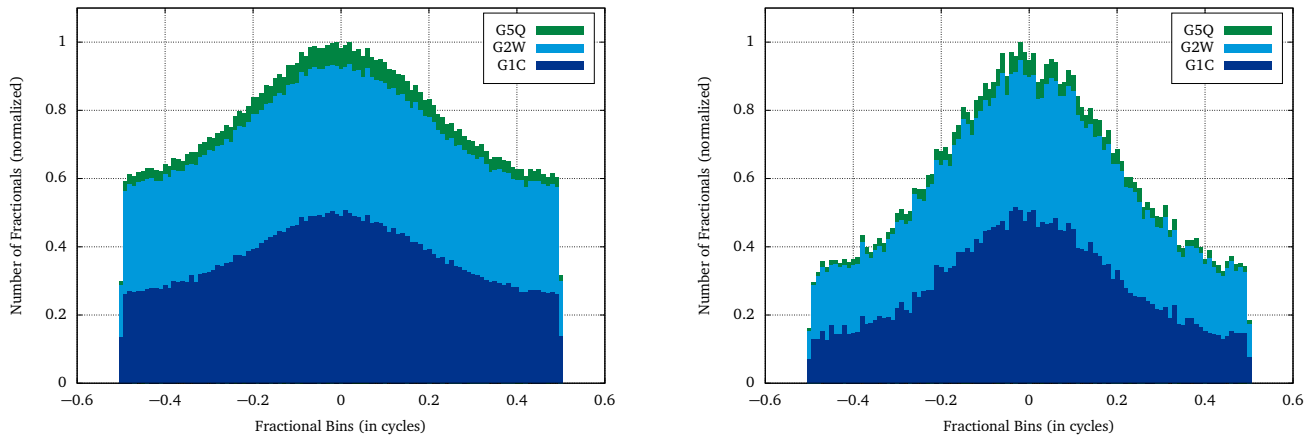 G5Q
G2W
G1C
1
0.8
0.6
0.4
0.2
0
Number of Fractionals (normalized)
−0.6 −0.4 −0.2 0 0.2 0.4 0.6
Fractional Bins (in cycles)
G5Q
G2W
G1C
1
0.8
0.6
0.4
0.2
0
Number of Fractionals (normalized)
−0.6 −0.4 −0.2 0 0.2 0.4 0.6
Fractional Bins (in cycles)